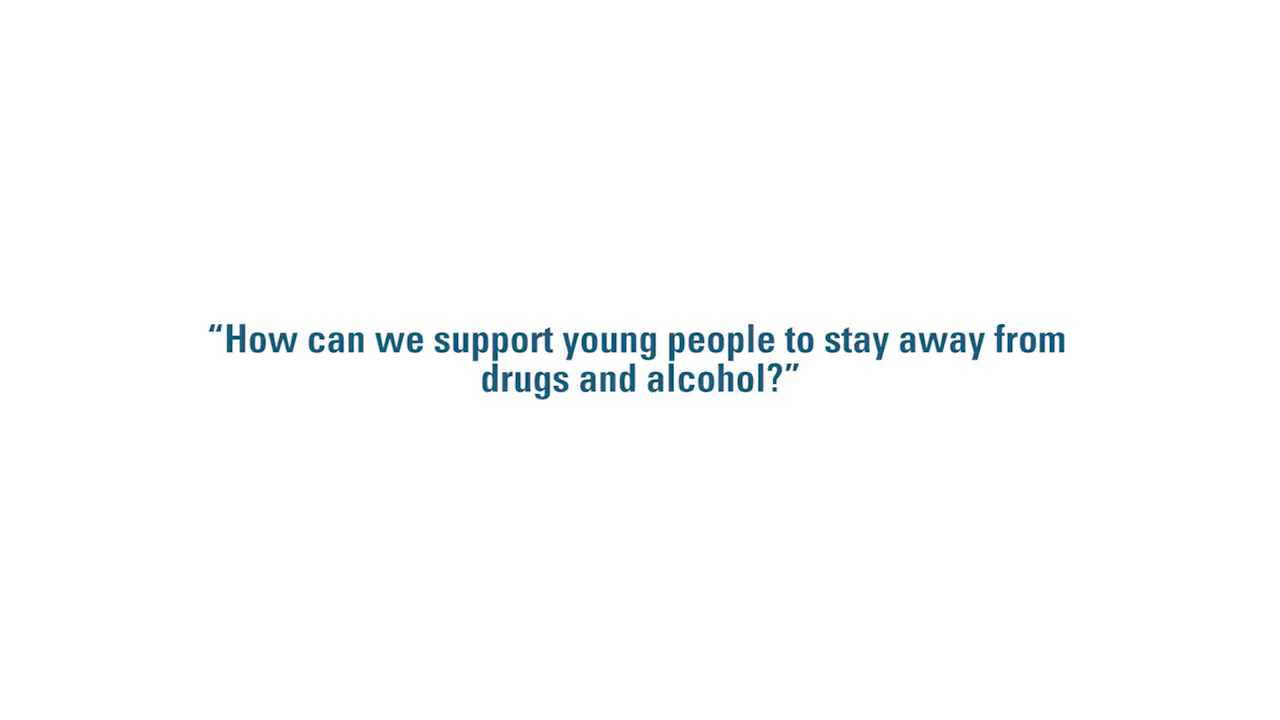 “How can we support young people to stay away from
drugs and alcohol?”